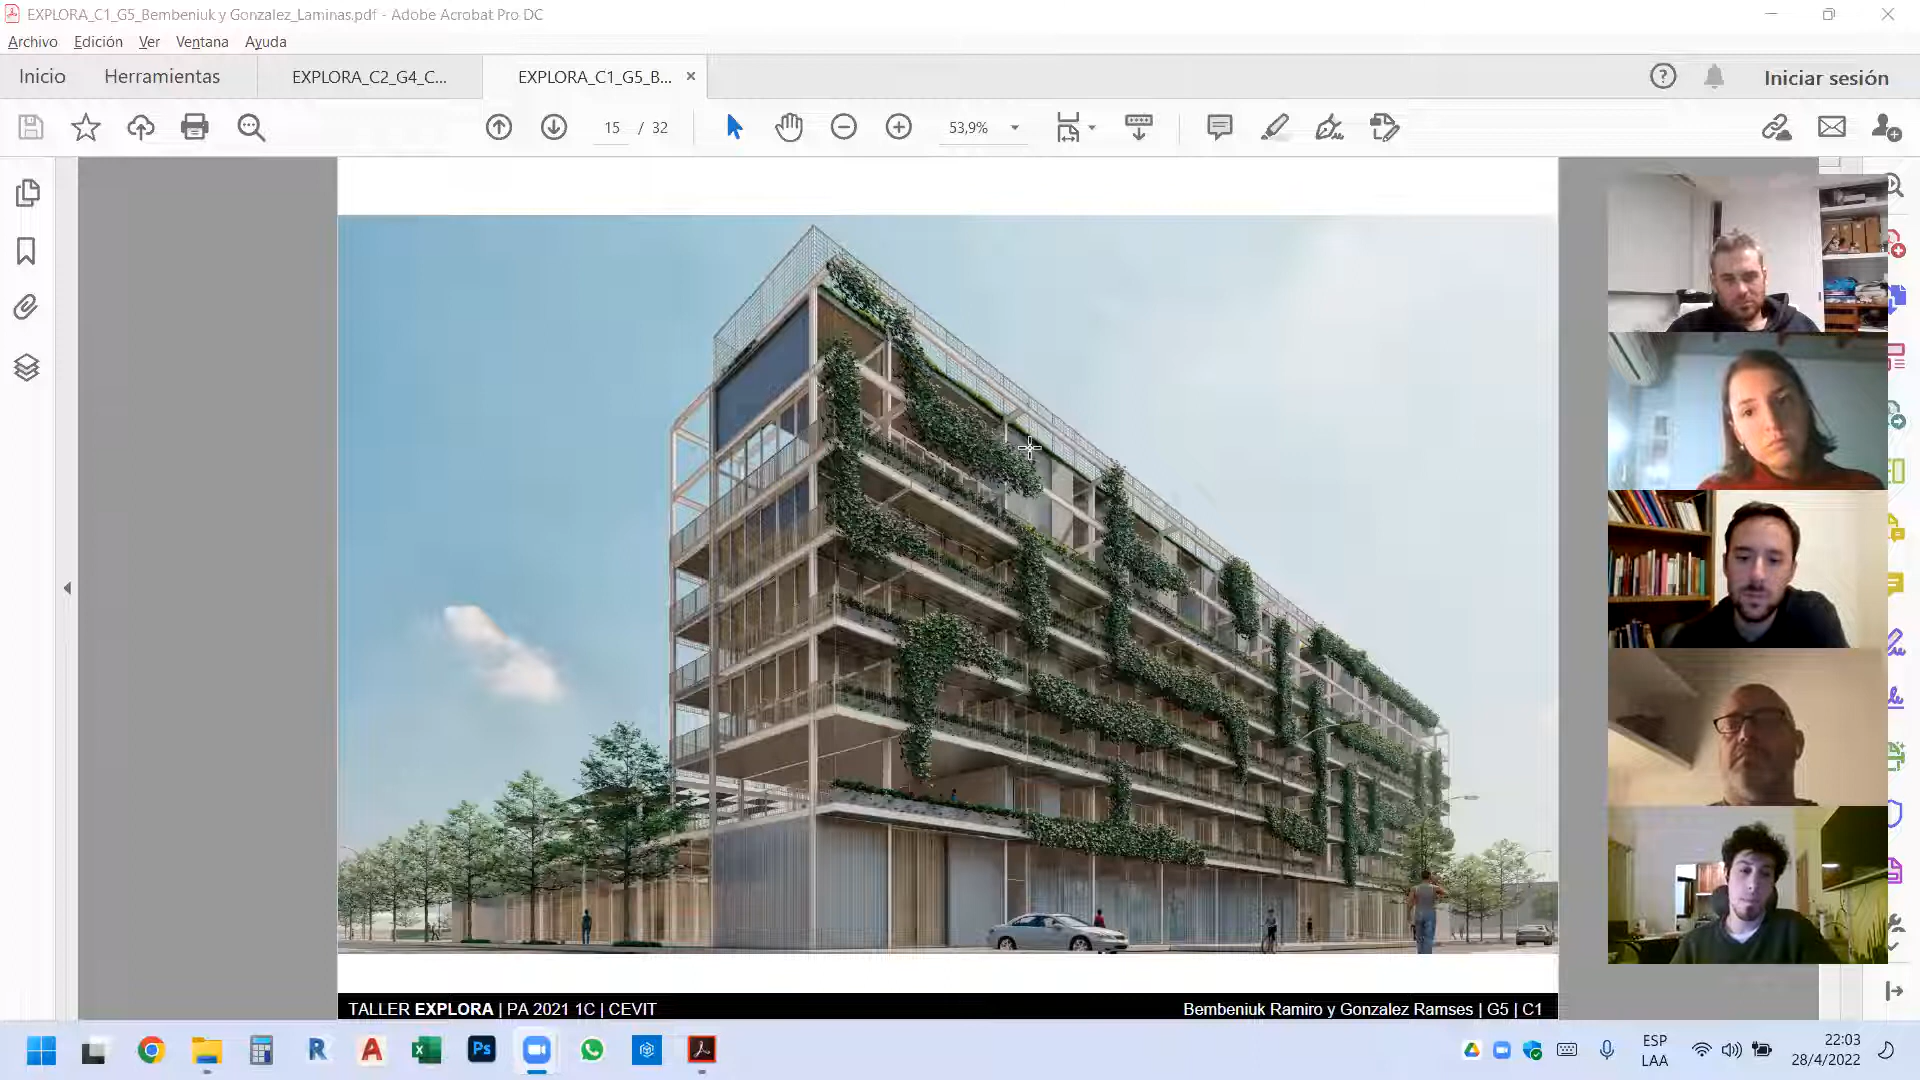 EXPLORA_C1_G5_Bembeniuk y Gonzalez_Laminas.pdf - Adobe Acrobat Pro DC
Archivo Edición Ver Ventana Ayuda
Inicio Herramientas EXPLORA_C2_G4_C... EXPLORA_C1_G5_B... Iniciar sesión
15 / 32 53,9%
TALLER EXPLORA | PA 2021 1C | CEVIT Bembeniuk Ramiro y Gonzalez Ramses | G5 | C1
ESP 22:03
LAA 28/4/2022